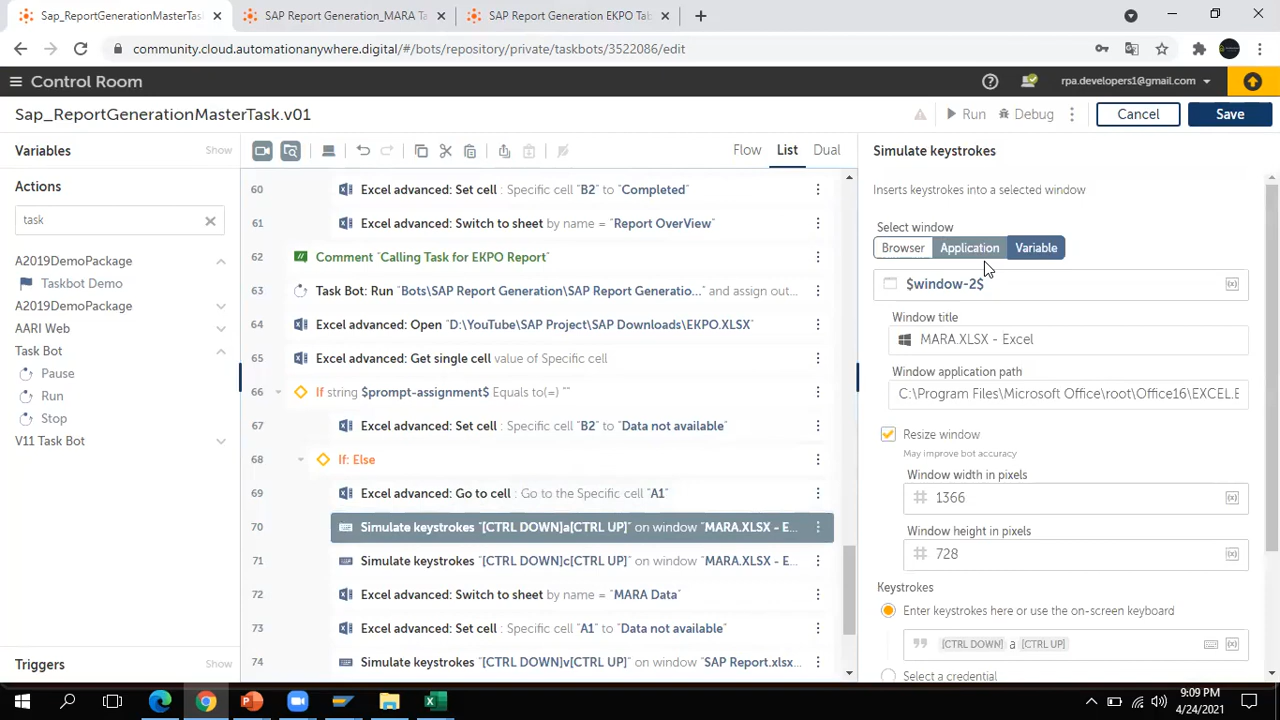 Sap_ReportGenerationMasterTask
SAP Report Generation_MARA T
SAP Report Generation EKPO Tab
community.cloud.automationanywhere.digital/#/bots/repository/private/taskbots/3522086/edit
Control Room
rpa.developers1@gmail.com
Sap_ReportGenerationMasterTask.v01
Run
Debug
Cancel
Save
Variables
Show
Flow
List
Dual
Simulate keystrokes
Actions
task
A2019DemoPackage
Taskbot Demo
A2019DemoPackage
AARI Web
Task Bot
Pause
Run
Stop
V11 Task Bot
Triggers
Show
60 Excel advanced: Set cell : Specific cell "B2" to "Completed"
61 Excel advanced: Switch to sheet by name = "Report OverView"
62 Comment "Calling Task for EKPO Report"
63 Task Bot: Run "Bots\SAP Report Generation\SAP Report Generatio..." and assign out...
64 Excel advanced: Open "D:\YouTube\SAP Project\SAP Downloads\EKPO.XLSX"
65 Excel advanced: Get single cell value of Specific cell
66 If string $prompt-assignment$ Equals to(=) ""
67 Excel advanced: Set cell : Specific cell "B2" to "Data not available"
68 If: Else
69 Excel advanced: Go to cell : Go to the Specific cell "A1"
70 Simulate keystrokes "[CTRL DOWN]a[CTRL UP]" on window "MARA.XLSX - E...
71 Simulate keystrokes "[CTRL DOWN]c[CTRL UP]" on window "MARA.XLSX - E...
72 Excel advanced: Switch to sheet by name = "MARA Data"
73 Excel advanced: Set cell : Specific cell "A1" to "Data not available"
74 Simulate keystrokes "[CTRL DOWN]v[CTRL UP]" on window "SAP Report.xlsx...
Inserts keystrokes into a selected window
Select window
Browser
Application
Variable
$window-2$
(x)
Window title
MARA.XLSX - Excel
Window application path
C:\Program Files\Microsoft Office\root\Office16\EXCEL.E
Resize window
May improve bot accuracy
Window width in pixels
# 1366 (x)
Window height in pixels
# 728 (x)
Keystrokes
Enter keystrokes here or use the on-screen keyboard
[CTRL DOWN] a [CTRL UP] (x)
Select a credential
9:09 PM
4/24/2021